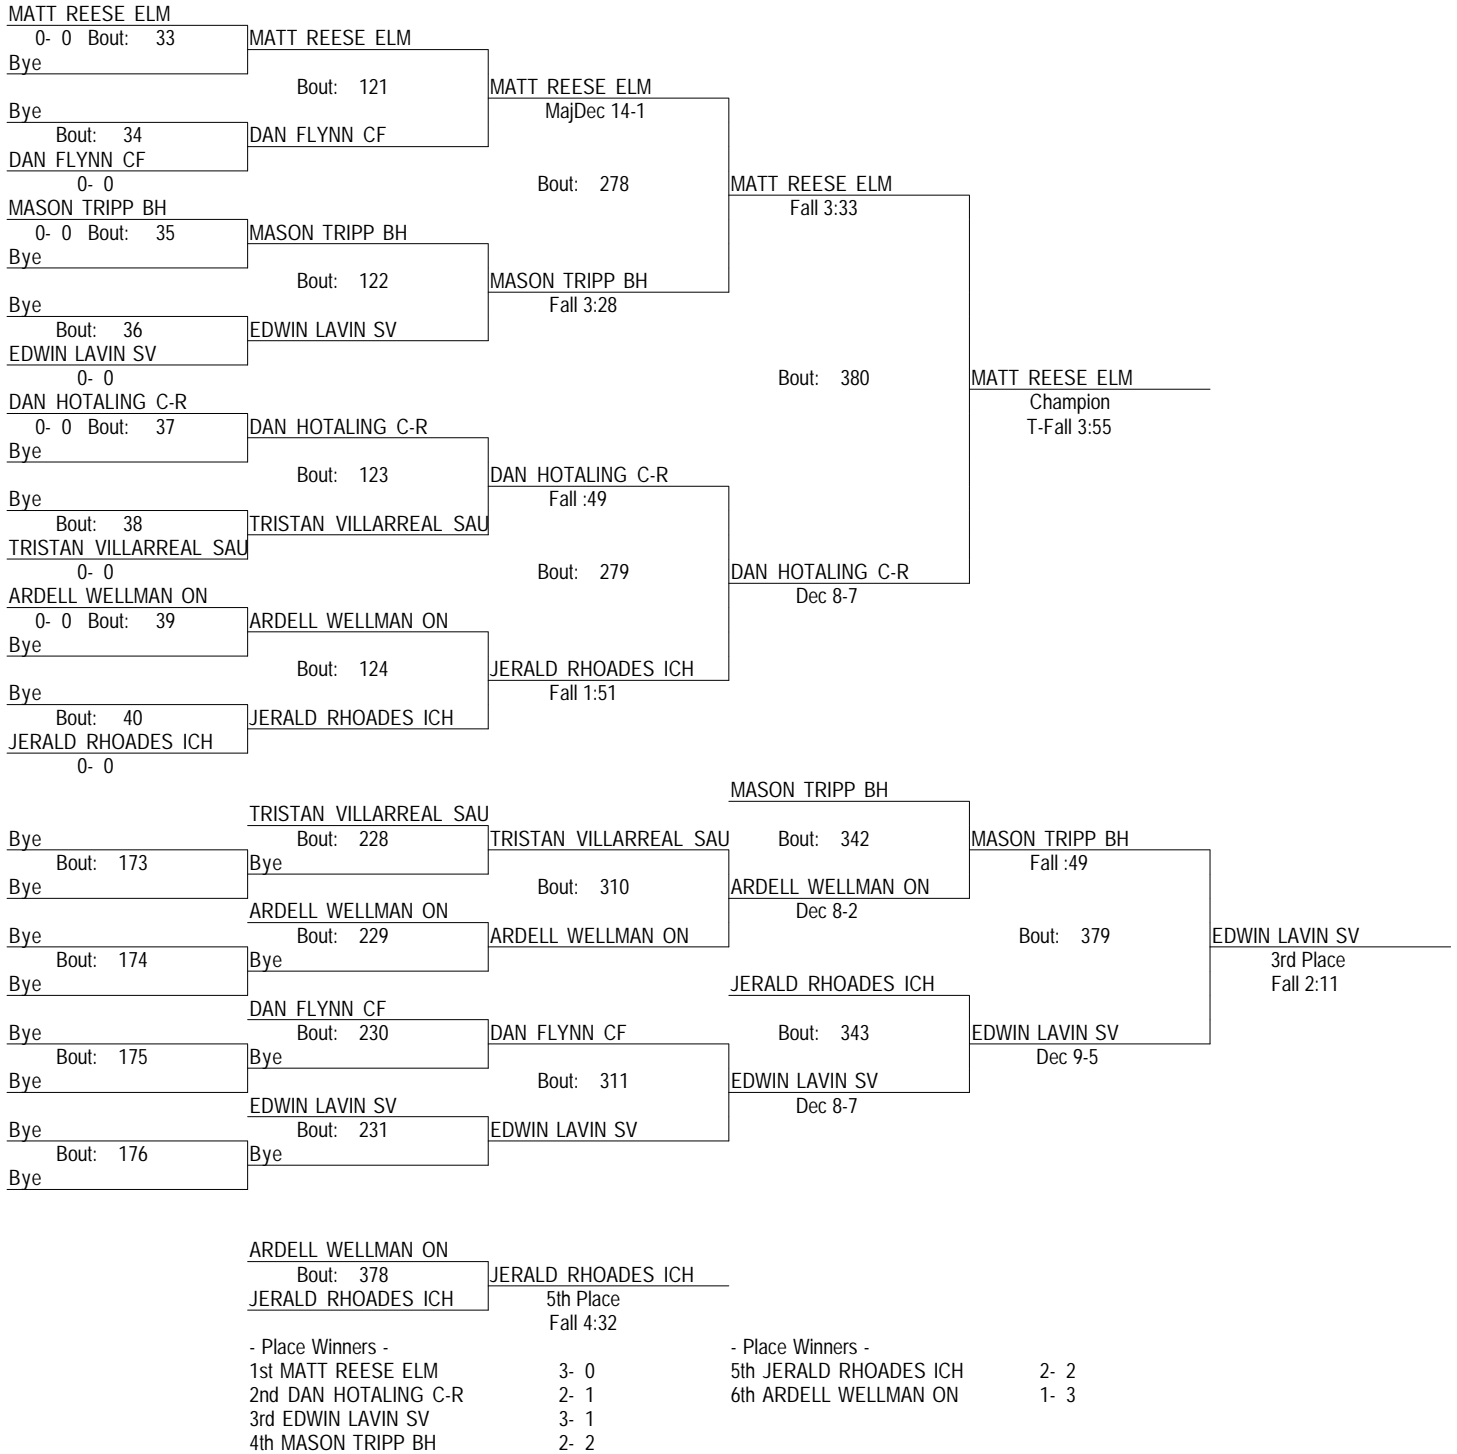 MATT REESE ELM
0- 0 Bout: 33 MATT REESE ELM
Bye
Bout: 121 MATT REESE ELM
Bye MajDec 14-1
Bout: 34 DAN FLYNN CF
DAN FLYNN CF
0- 0 Bout: 278 MATT REESE ELM
MASON TRIPP BH Fall 3:33
0- 0 Bout: 35 MASON TRIPP BH
Bye
Bout: 122 MASON TRIPP BH
Bye Fall 3:28
Bout: 36 EDWIN LAVIN SV
EDWIN LAVIN SV
0- 0 Bout: 380 MATT REESE ELM
DAN HOTALING C-R Champion
0- 0 Bout: 37 DAN HOTALING C-R T-Fall 3:55
Bye
Bout: 123 DAN HOTALING C-R
Bye Fall :49
Bout: 38 TRISTAN VILLARREAL SAU
TRISTAN VILLARREAL SAU
0- 0 Bout: 279 DAN HOTALING C-R
ARDELL WELLMAN ON Dec 8-7
0- 0 Bout: 39 ARDELL WELLMAN ON
Bye
Bout: 124 JERALD RHOADES ICH
Bye Fall 1:51
Bout: 40 JERALD RHOADES ICH
JERALD RHOADES ICH
0- 0
MASON TRIPP BH
TRISTAN VILLARREAL SAU
Bye Bout: 228 TRISTAN VILLARREAL SAU Bout: 342 MASON TRIPP BH
Bout: 173 Bye Fall :49
Bye Bout: 310 ARDELL WELLMAN ON
ARDELL WELLMAN ON Dec 8-2
Bye Bout: 229 ARDELL WELLMAN ON Bout: 379 EDWIN LAVIN SV
Bout: 174 Bye 3rd Place
Bye JERALD RHOADES ICH Fall 2:11
DAN FLYNN CF
Bye Bout: 230 DAN FLYNN CF Bout: 343 EDWIN LAVIN SV
Bout: 175 Bye Dec 9-5
Bye Bout: 311 EDWIN LAVIN SV
EDWIN LAVIN SV Dec 8-7
Bye Bout: 231 EDWIN LAVIN SV
Bout: 176 Bye
Bye
ARDELL WELLMAN ON
Bout: 378 JERALD RHOADES ICH
JERALD RHOADES ICH 5th Place
Fall 4:32
- Place Winners - - Place Winners -
1st MATT REESE ELM 3- 0 5th JERALD RHOADES ICH 2- 2
2nd DAN HOTALING C-R 2- 1 6th ARDELL WELLMAN ON 1- 3
3rd EDWIN LAVIN SV 3- 1
4th MASON TRIPP BH 2- 2